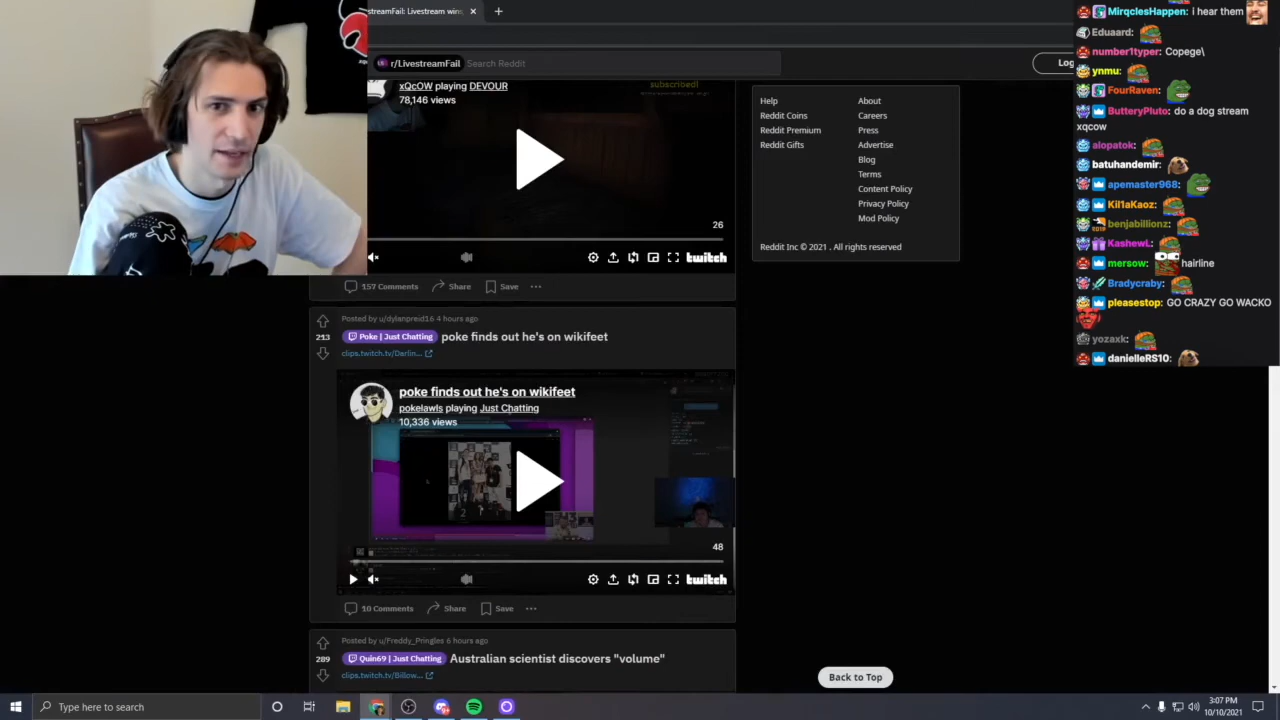 streamFail: Livestream win
r/LivestreamFail
Search Reddit
Log
xQcOW playing DEVOUR
78,146 views
subscribed!
26
twitch
157 Comments
Share
Save
Posted by u/dylanpreid16 4 hours ago
213
Poke | Just Chatting
poke finds out he's on wikifeet
clips.twitch.tv/Darlin...
poke finds out he's on wikifeet
pokelawls playing Just Chatting
10,336 views
48
twitch
10 Comments
Share
Save
Posted by u/Freddy_Pringles 6 hours ago
289
Quin69 | Just Chatting
Australian scientist discovers "volume"
clips.twitch.tv/Billow...
Help
About
Reddit Coins
Careers
Reddit Premium
Press
Reddit Gifts
Advertise
Blog
Terms
Content Policy
Privacy Policy
Mod Policy
Reddit Inc © 2021 . All rights reserved
Back to Top
MirqclesHappen: i hear them
Eduaard:
number1typer: Copege\
ynmu:
FourRaven:
ButteryPluto: do a dog stream
xqcow
alopatok:
batuhandemir:
apemaster968:
Kil1aKaoz:
benjabillionz:
KashewL:
mersow: hairline
Bradycraby:
pleasestop: GO CRAZY GO WACKO
yozaxk:
danielleRS10:
Type here to search
3:07 PM
10/10/2021